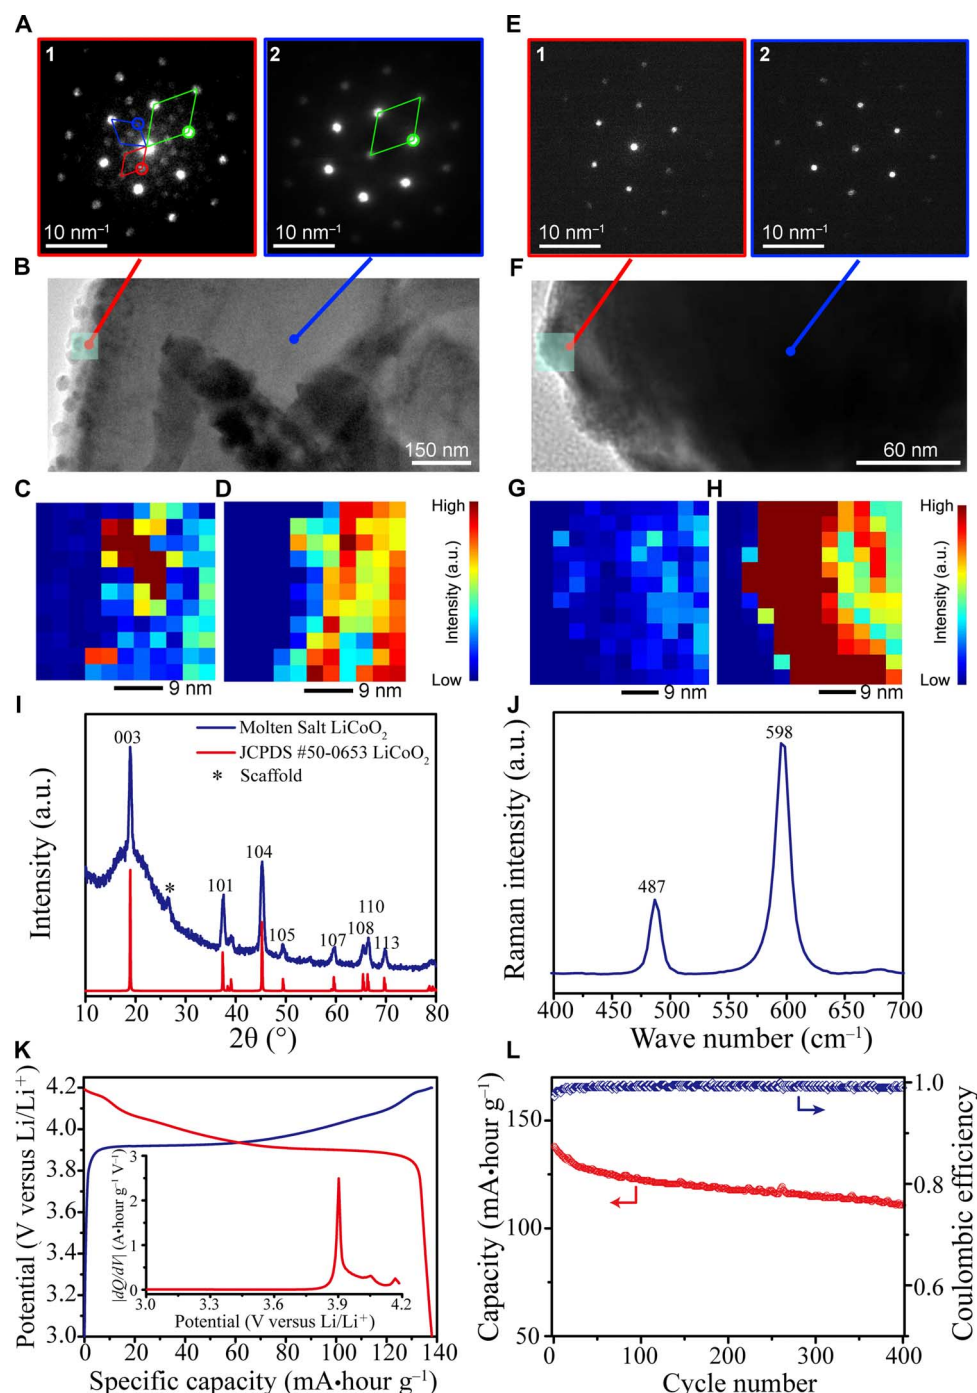 A
1
2
10 nm⁻¹
10 nm⁻¹
E
1
2
10 nm⁻¹
10 nm⁻¹
B
150 nm
F
60 nm
C
D
High
Intensity (a.u.)
Low
9 nm
9 nm
G
H
High
Intensity (a.u.)
Low
9 nm
9 nm
I
Molten Salt LiCoO₂
JCPDS #50-0653 LiCoO₂
* Scaffold
003
*
101
104
105
107
108
110
113
Intensity (a.u.)
10 20 30 40 50 60 70 80
2θ (°)
J
598
487
Raman intensity (a.u.)
400 450 500 550 600 650 700
Wave number (cm⁻¹)
K
Potential (V versus Li/Li⁺)
4.2
4.0
3.8
3.6
3.4
3.2
3.0
|dQ/dV| (A•hour g⁻¹ V⁻¹)
3
2
1
0
3.0 3.3 3.6 3.9 4.2
Potential (V versus Li/Li⁺)
0 20 40 60 80 100 120 140
Specific capacity (mA•hour g⁻¹)
L
Capacity (mA•hour g⁻¹)
150
100
50
1.0
0.8
0.6
Coulombic efficiency
0 100 200 300 400
Cycle number